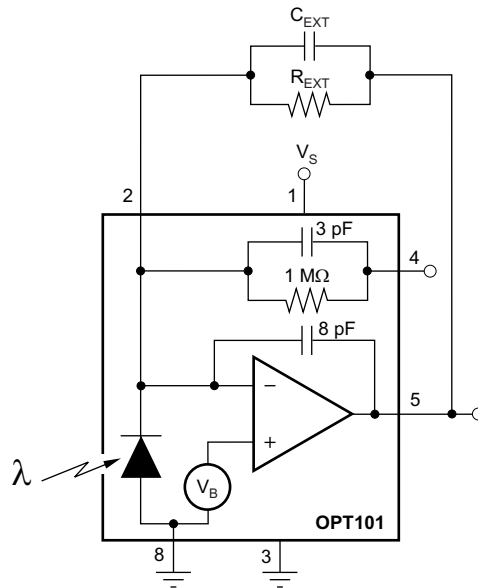 C_EXT
R_EXT
V_S
2
1
3 pF
4
1 MΩ
8 pF
5
−
+
λ
V_B
OPT101
8
3